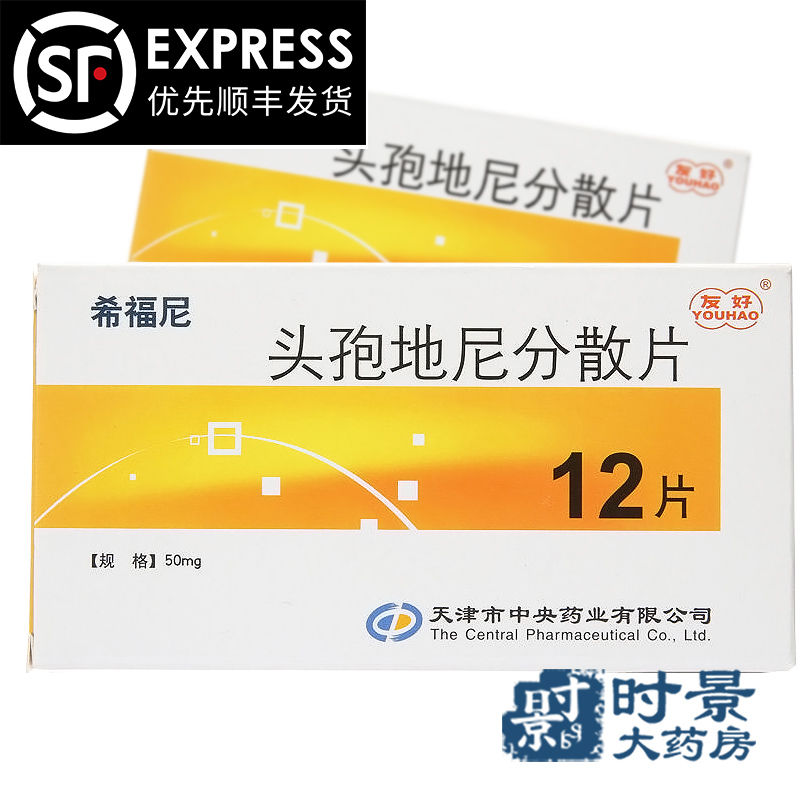 SF
EXPRESS
优先顺丰发货
头孢地尼分散片
友好
YOUHAO
®
希福尼
友好
YOUHAO
®
头孢地尼分散片
12片
【规 格】50mg
天津市中央药业有限公司
The Central Pharmaceutical Co., Ltd.
时景
时景
大药房